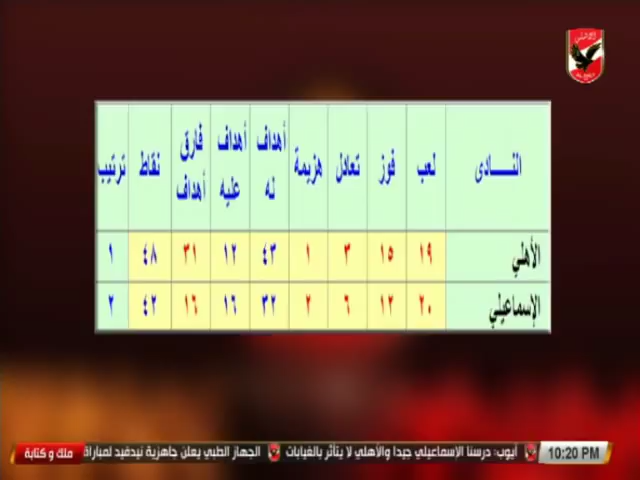 النـــــادى لعب فوز تعادل هزيمة أهداف له أهداف عليه فارق أهداف نقاط ترتيب
الأهلي ١٩ ١٥ ٣ ١ ٤٣ ١٢ ٣١ ٤٨ ١
الإسماعيلي ٢٠ ١٢ ٦ ٢ ٣٢ ١٦ ١٦ ٤٢ ٢
10:20 PM أيوب: درسنا الإسماعيلي جيدا والأهلي لا يتأثر بالغيابات الجهاز الطبي يعلن جاهزية نيدفيد لمباراة ملك و كتابة